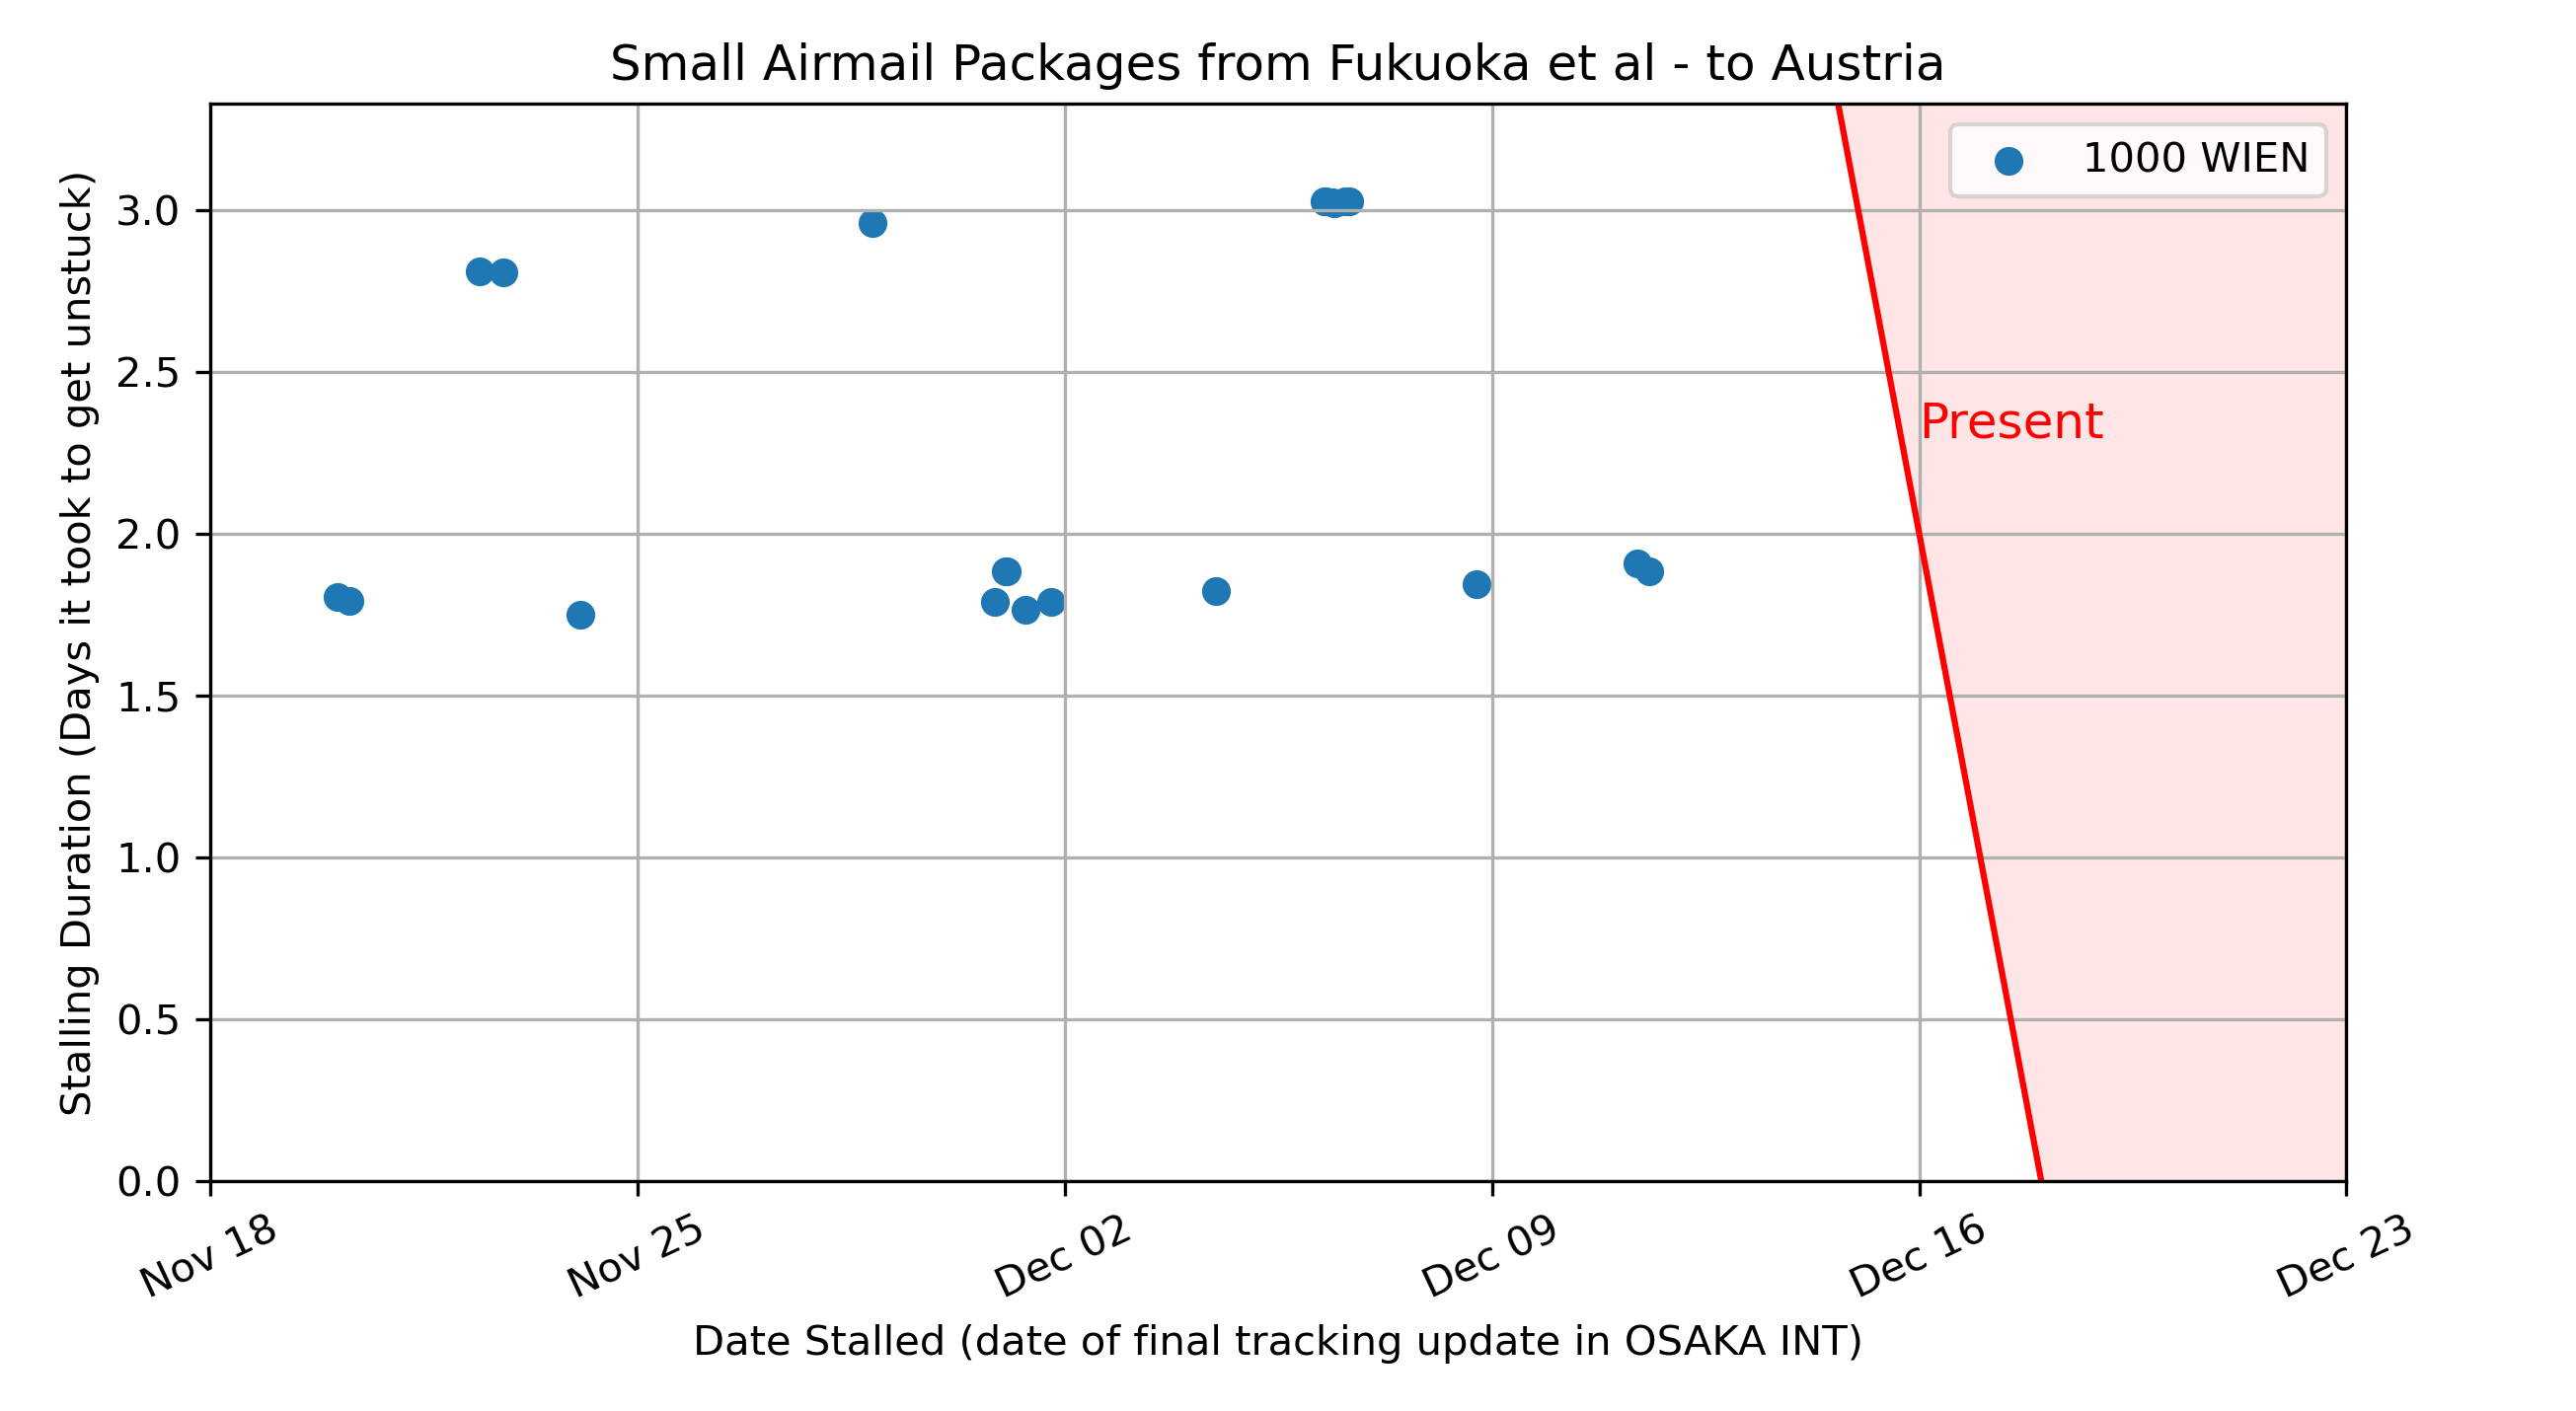 Small Airmail Packages from Fukuoka et al - to Austria
Stalling Duration (Days it took to get unstuck)
3.0
2.5
2.0
1.5
1.0
0.5
0.0
1000 WIEN
Present
Nov 18
Nov 25
Dec 02
Dec 09
Dec 16
Dec 23
Date Stalled (date of final tracking update in OSAKA INT)